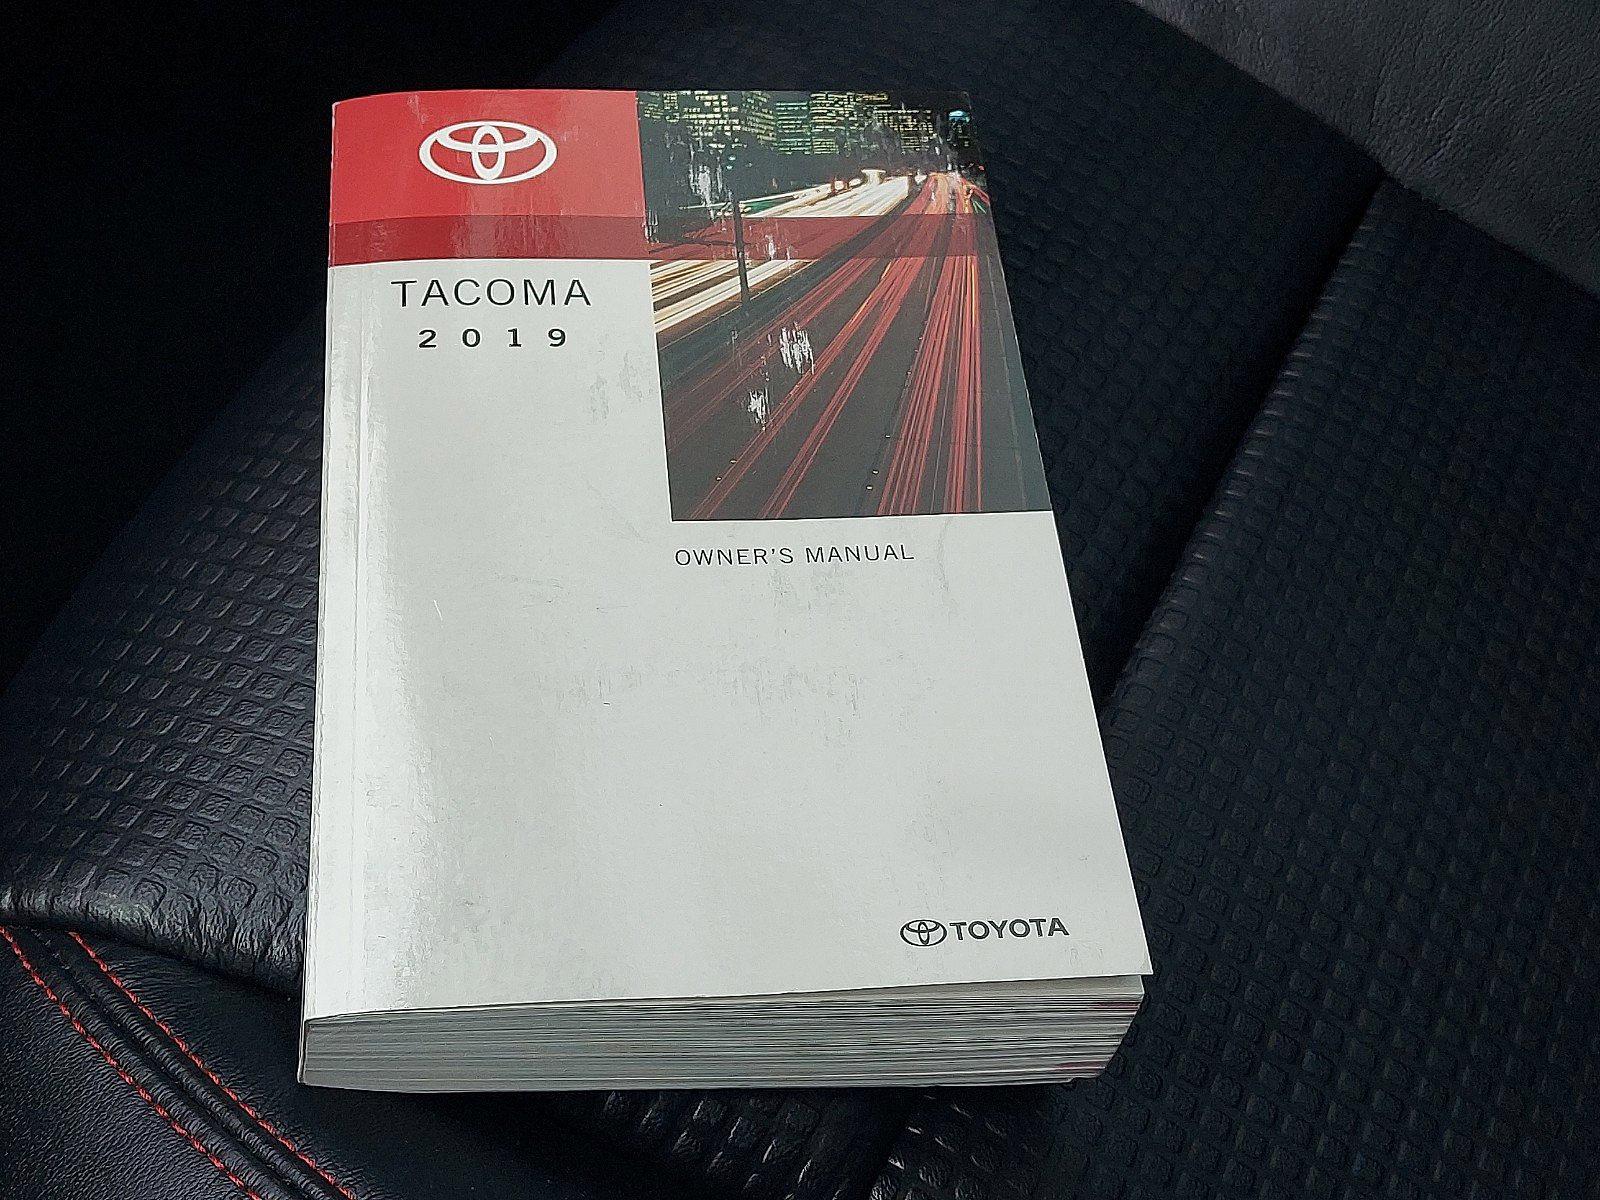 TACOMA
2019
OWNER'S MANUAL
TOYOTA